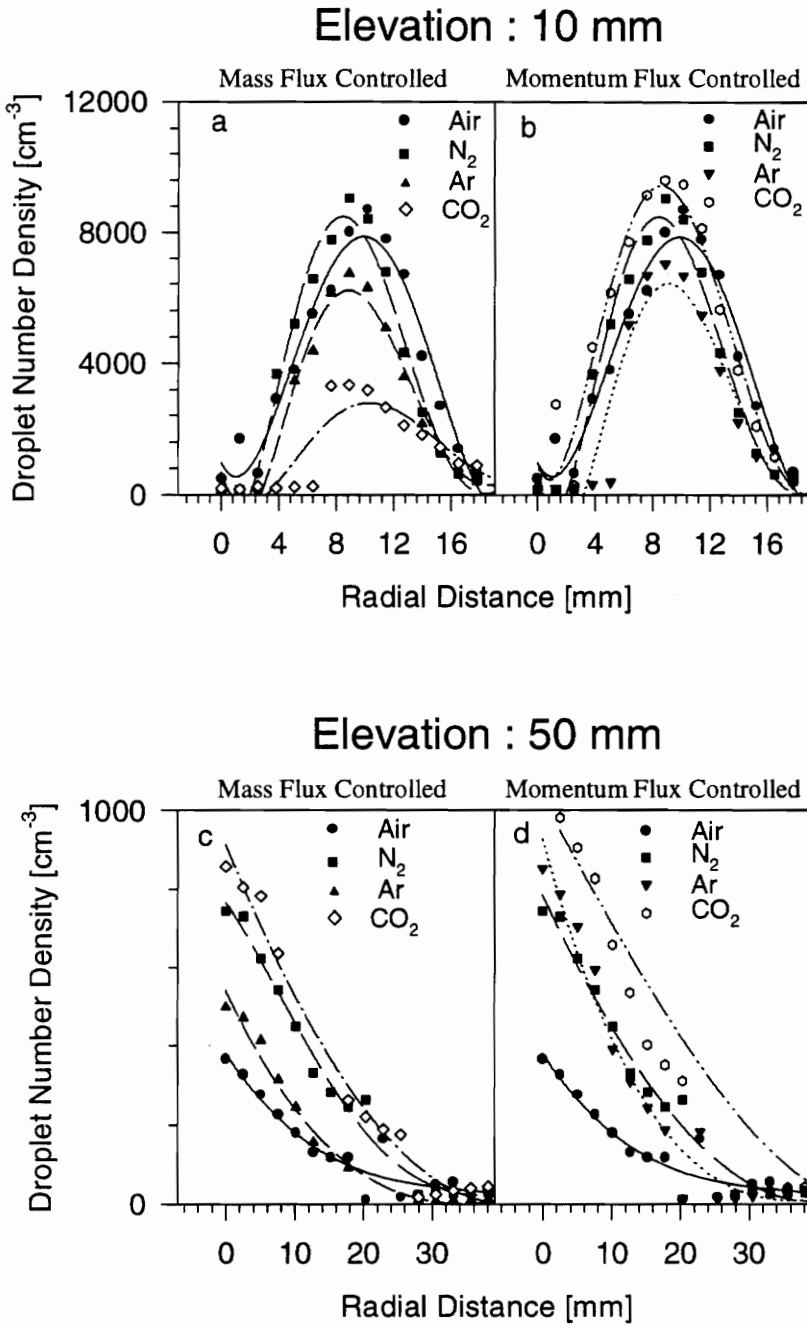 Elevation : 10 mm
Mass Flux Controlled
Momentum Flux Controlled
Droplet Number Density [cm-3]
12000
8000
4000
0
a
Air
N2
Ar
CO2
b
Air
N2
Ar
CO2
0 4 8 12 16
0 4 8 12 16
Radial Distance [mm]
Elevation : 50 mm
Mass Flux Controlled
Momentum Flux Controlled
Droplet Number Density [cm-3]
1000
0
c
Air
N2
Ar
CO2
d
Air
N2
Ar
CO2
0 10 20 30
0 10 20 30
Radial Distance [mm]